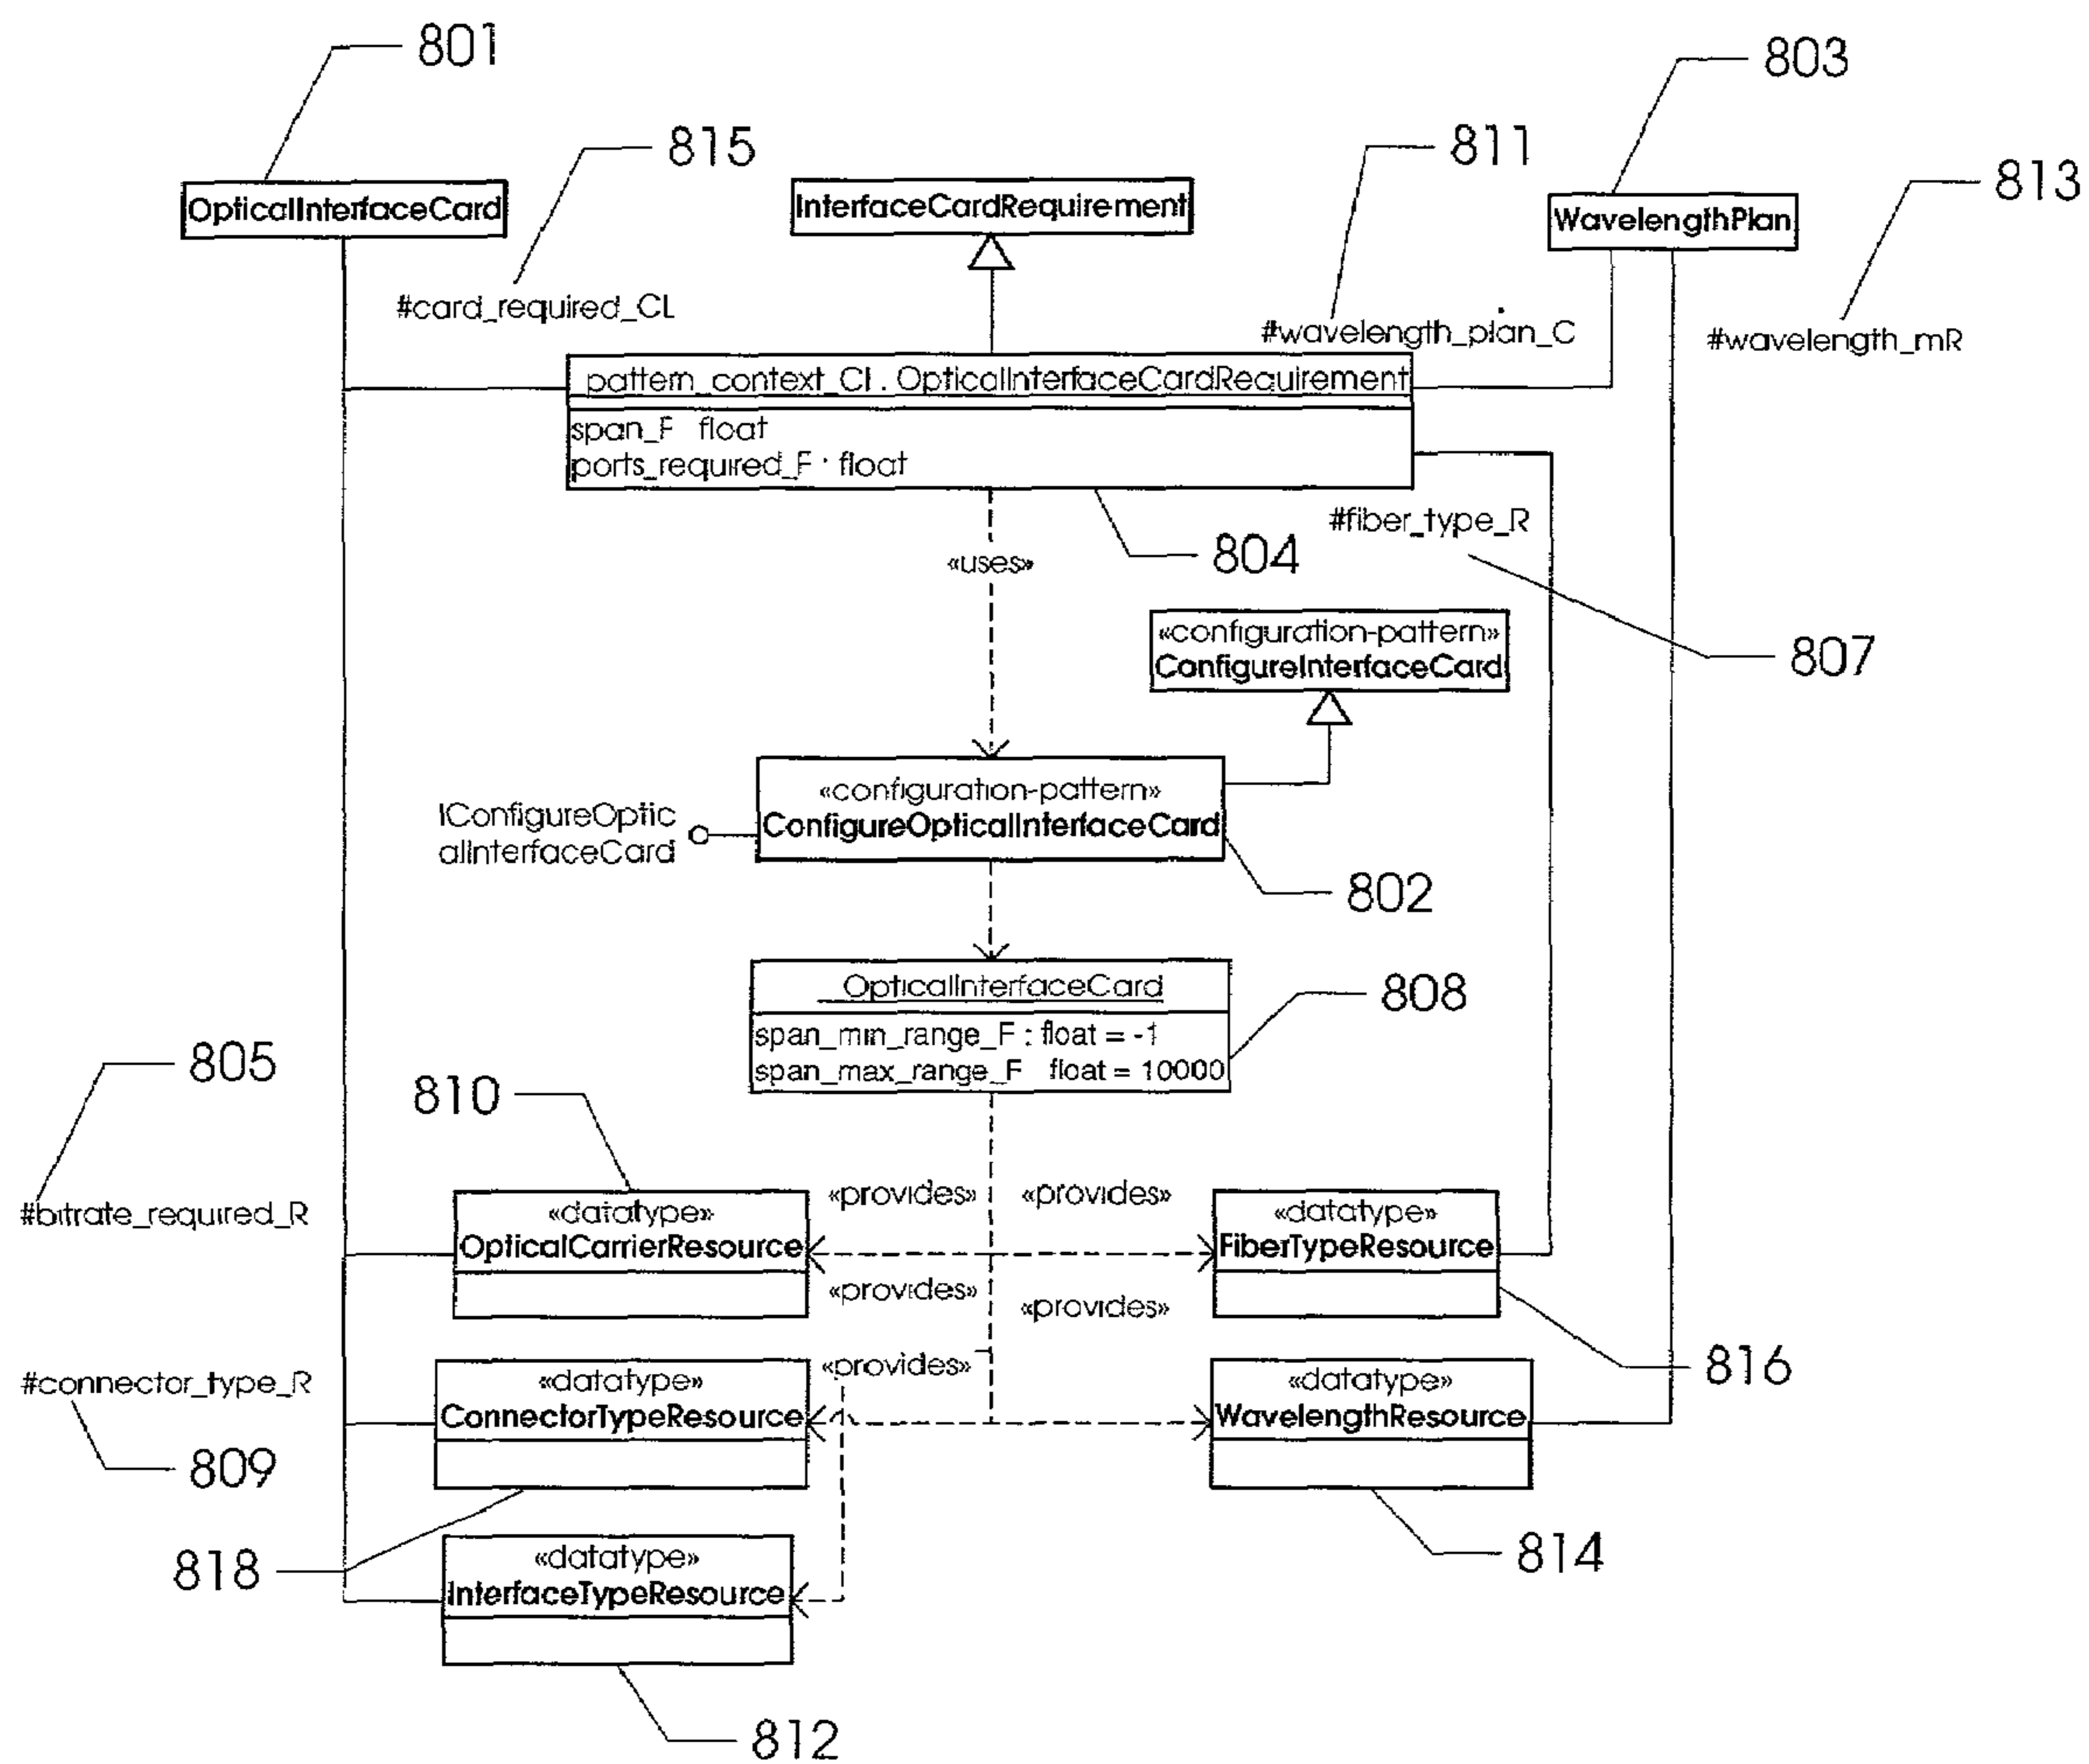 801
803
815
811
813
OpticalInterfaceCard
InterfaceCardRequirement
WavelengthPlan
#card_required_CL
#wavelength_plan_C
#wavelength_mR
pattern_context_CI . OpticalInterfaceCardRequirement
span_F float
ports_required_F : float
#fiber_type_R
804
«uses»
«configuration-pattern»
ConfigureInterfaceCard
807
«configuration-pattern»
ConfigureOpticalInterfaceCard
IConfigureOptic
alInterfaceCard
802
OpticalInterfaceCard
808
span_min_range_F : float = -1
span_max_range_F float = 10000
805
810
«provides» «provides»
#bitrate_required_R
«datatype»
OpticalCarrierResource
«datatype»
FiberTypeResource
«provides»
«provides»
816
«provides»
#connector_type_R
«datatype»
ConnectorTypeResource
«datatype»
WavelengthResource
809
818
814
«datatype»
InterfaceTypeResource
812